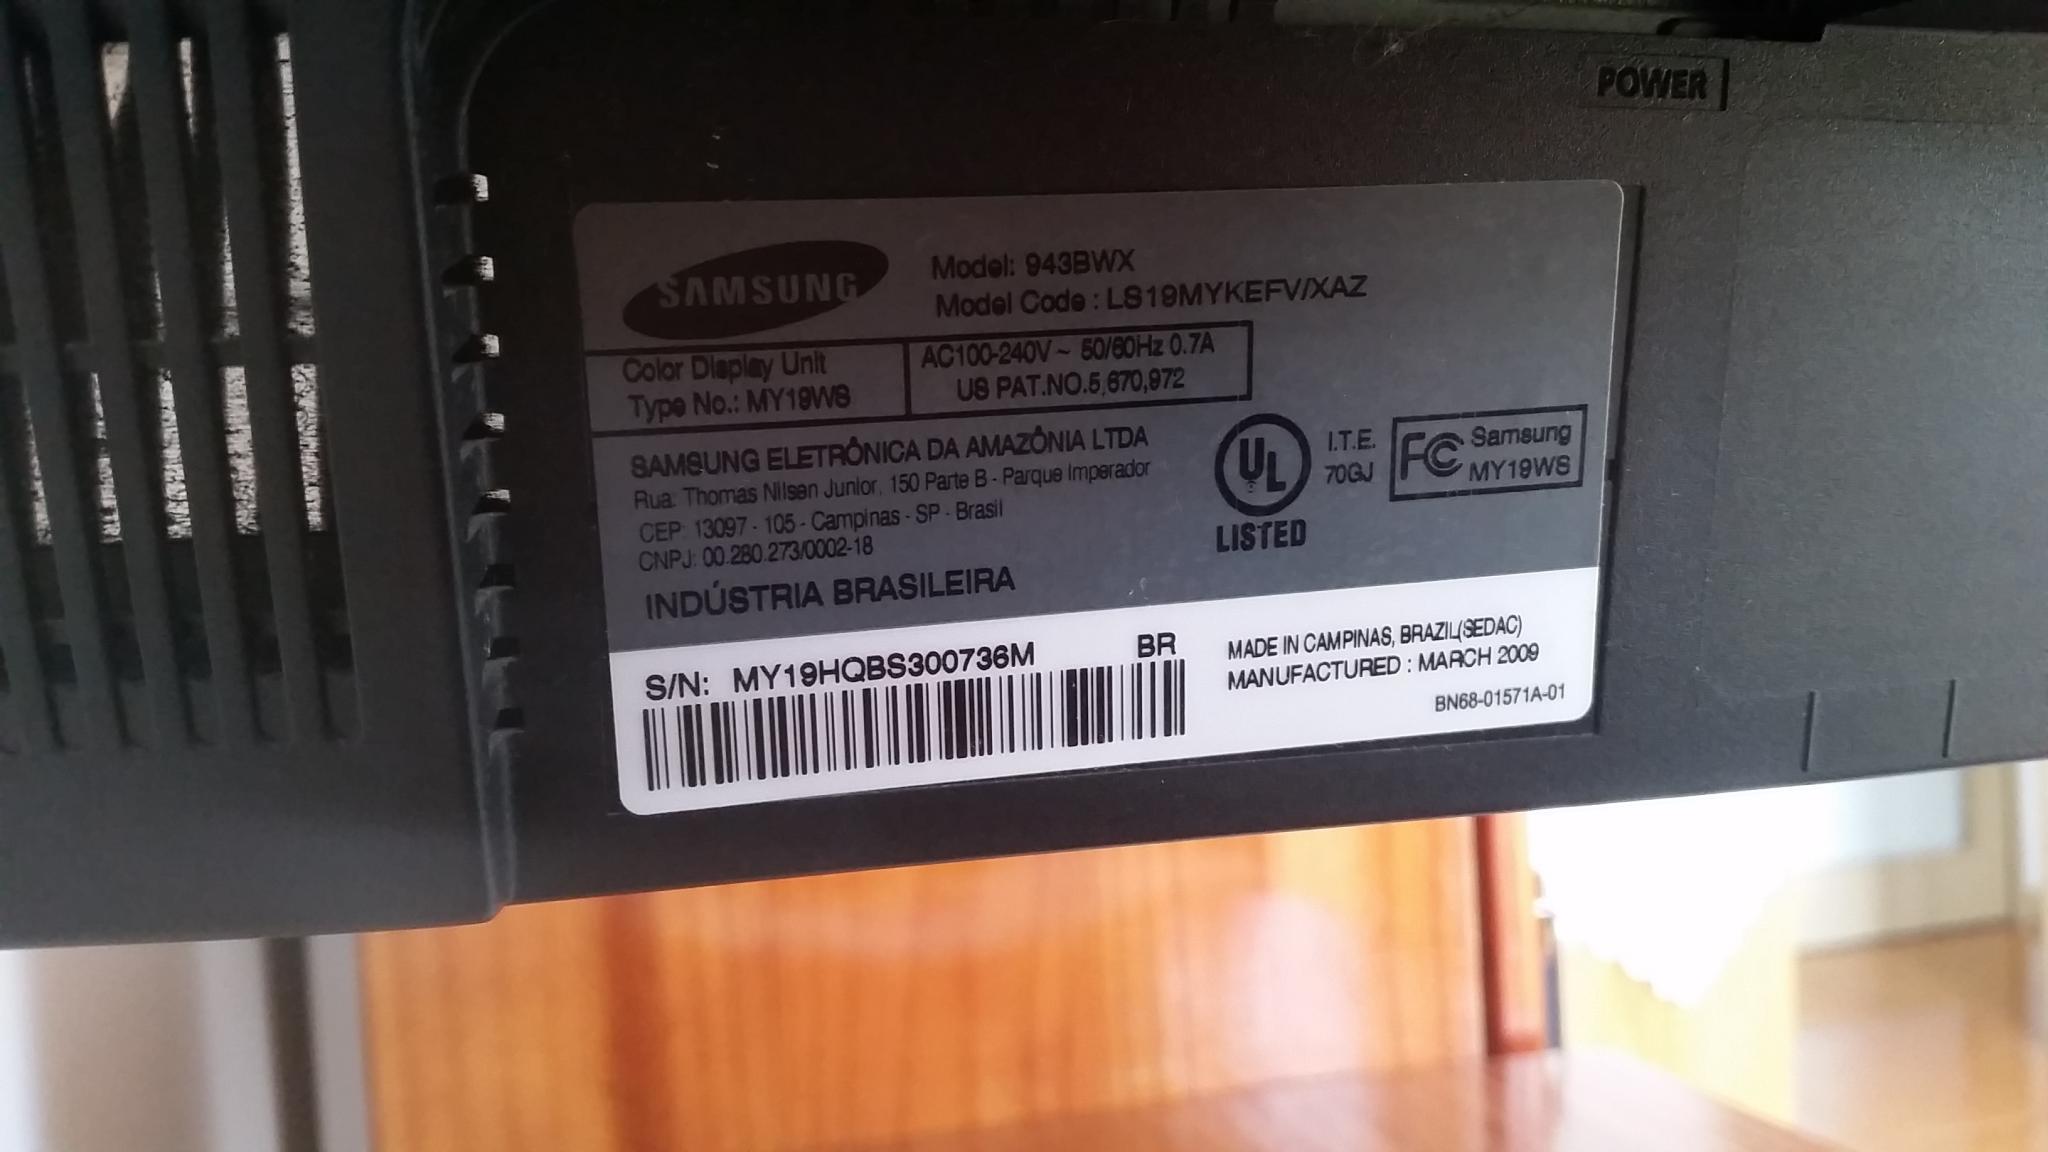 POWER
SAMSUNG
Model: 943BWX
Model Code : LS19MYKEFV/XAZ
Color Display Unit
Type No.: MY19WS
AC100-240V ~ 50/60Hz 0.7A
US PAT.NO.5,670,972
SAMSUNG ELETRÔNICA DA AMAZÔNIA LTDA
Rua: Thomas Nilsen Junior, 150 Parte B - Parque Imperador
CEP: 13097 - 105 - Campinas - SP - Brasil
CNPJ: 00.280.273/0002-18
INDÚSTRIA BRASILEIRA
UL
LISTED
I.T.E.
70GJ
FC Samsung
MY19WS
S/N: MY19HQBS300736M BR
MADE IN CAMPINAS, BRAZIL(SEDAC)
MANUFACTURED : MARCH 2009
BN68-01571A-01